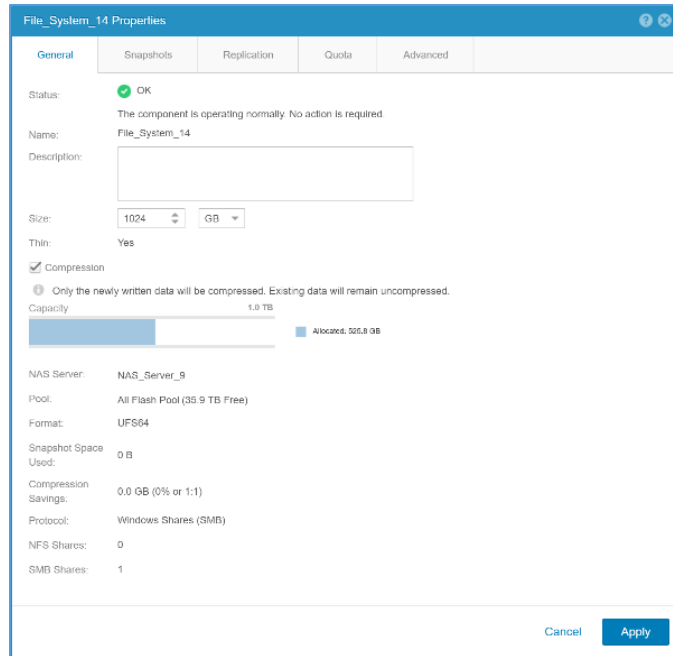 File_System_14 Properties
General Snapshots Replication Quota Advanced
Status: OK
The component is operating normally. No action is required
Name: File_System_14
Description:
Size: 1024 GB
Thin: Yes
Compression
Only the newly written data will be compressed. Existing data will remain uncompressed.
Capacity 1.0 TB
Allocated, 526.8 GB
NAS Server: NAS_Server_9
Pool: All Flash Pool (35.9 TB Free)
Format: UFS64
Snapshot Space
Used: 0 B
Compression
Savings: 0.0 GB (0% or 1:1)
Protocol: Windows Shares (SMB)
NFS Shares: 0
SMB Shares: 1
Cancel Apply